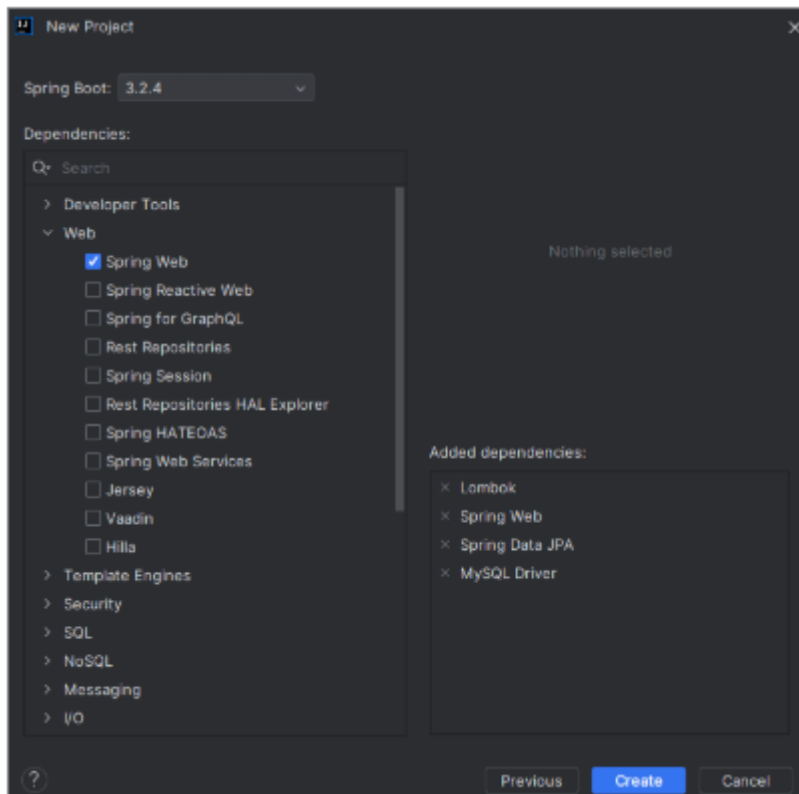 New Project
Spring Boot: 3.2.4
Dependencies:
Search
Developer Tools
Web
Spring Web
Spring Reactive Web
Spring for GraphQL
Rest Repositories
Spring Session
Rest Repositories HAL Explorer
Spring HATEOAS
Spring Web Services
Jersey
Vaadin
Hilla
Template Engines
Security
SQL
NoSQL
Messaging
I/O
Nothing selected
Added dependencies:
Lombok
Spring Web
Spring Data JPA
MySQL Driver
? Previous Create Cancel